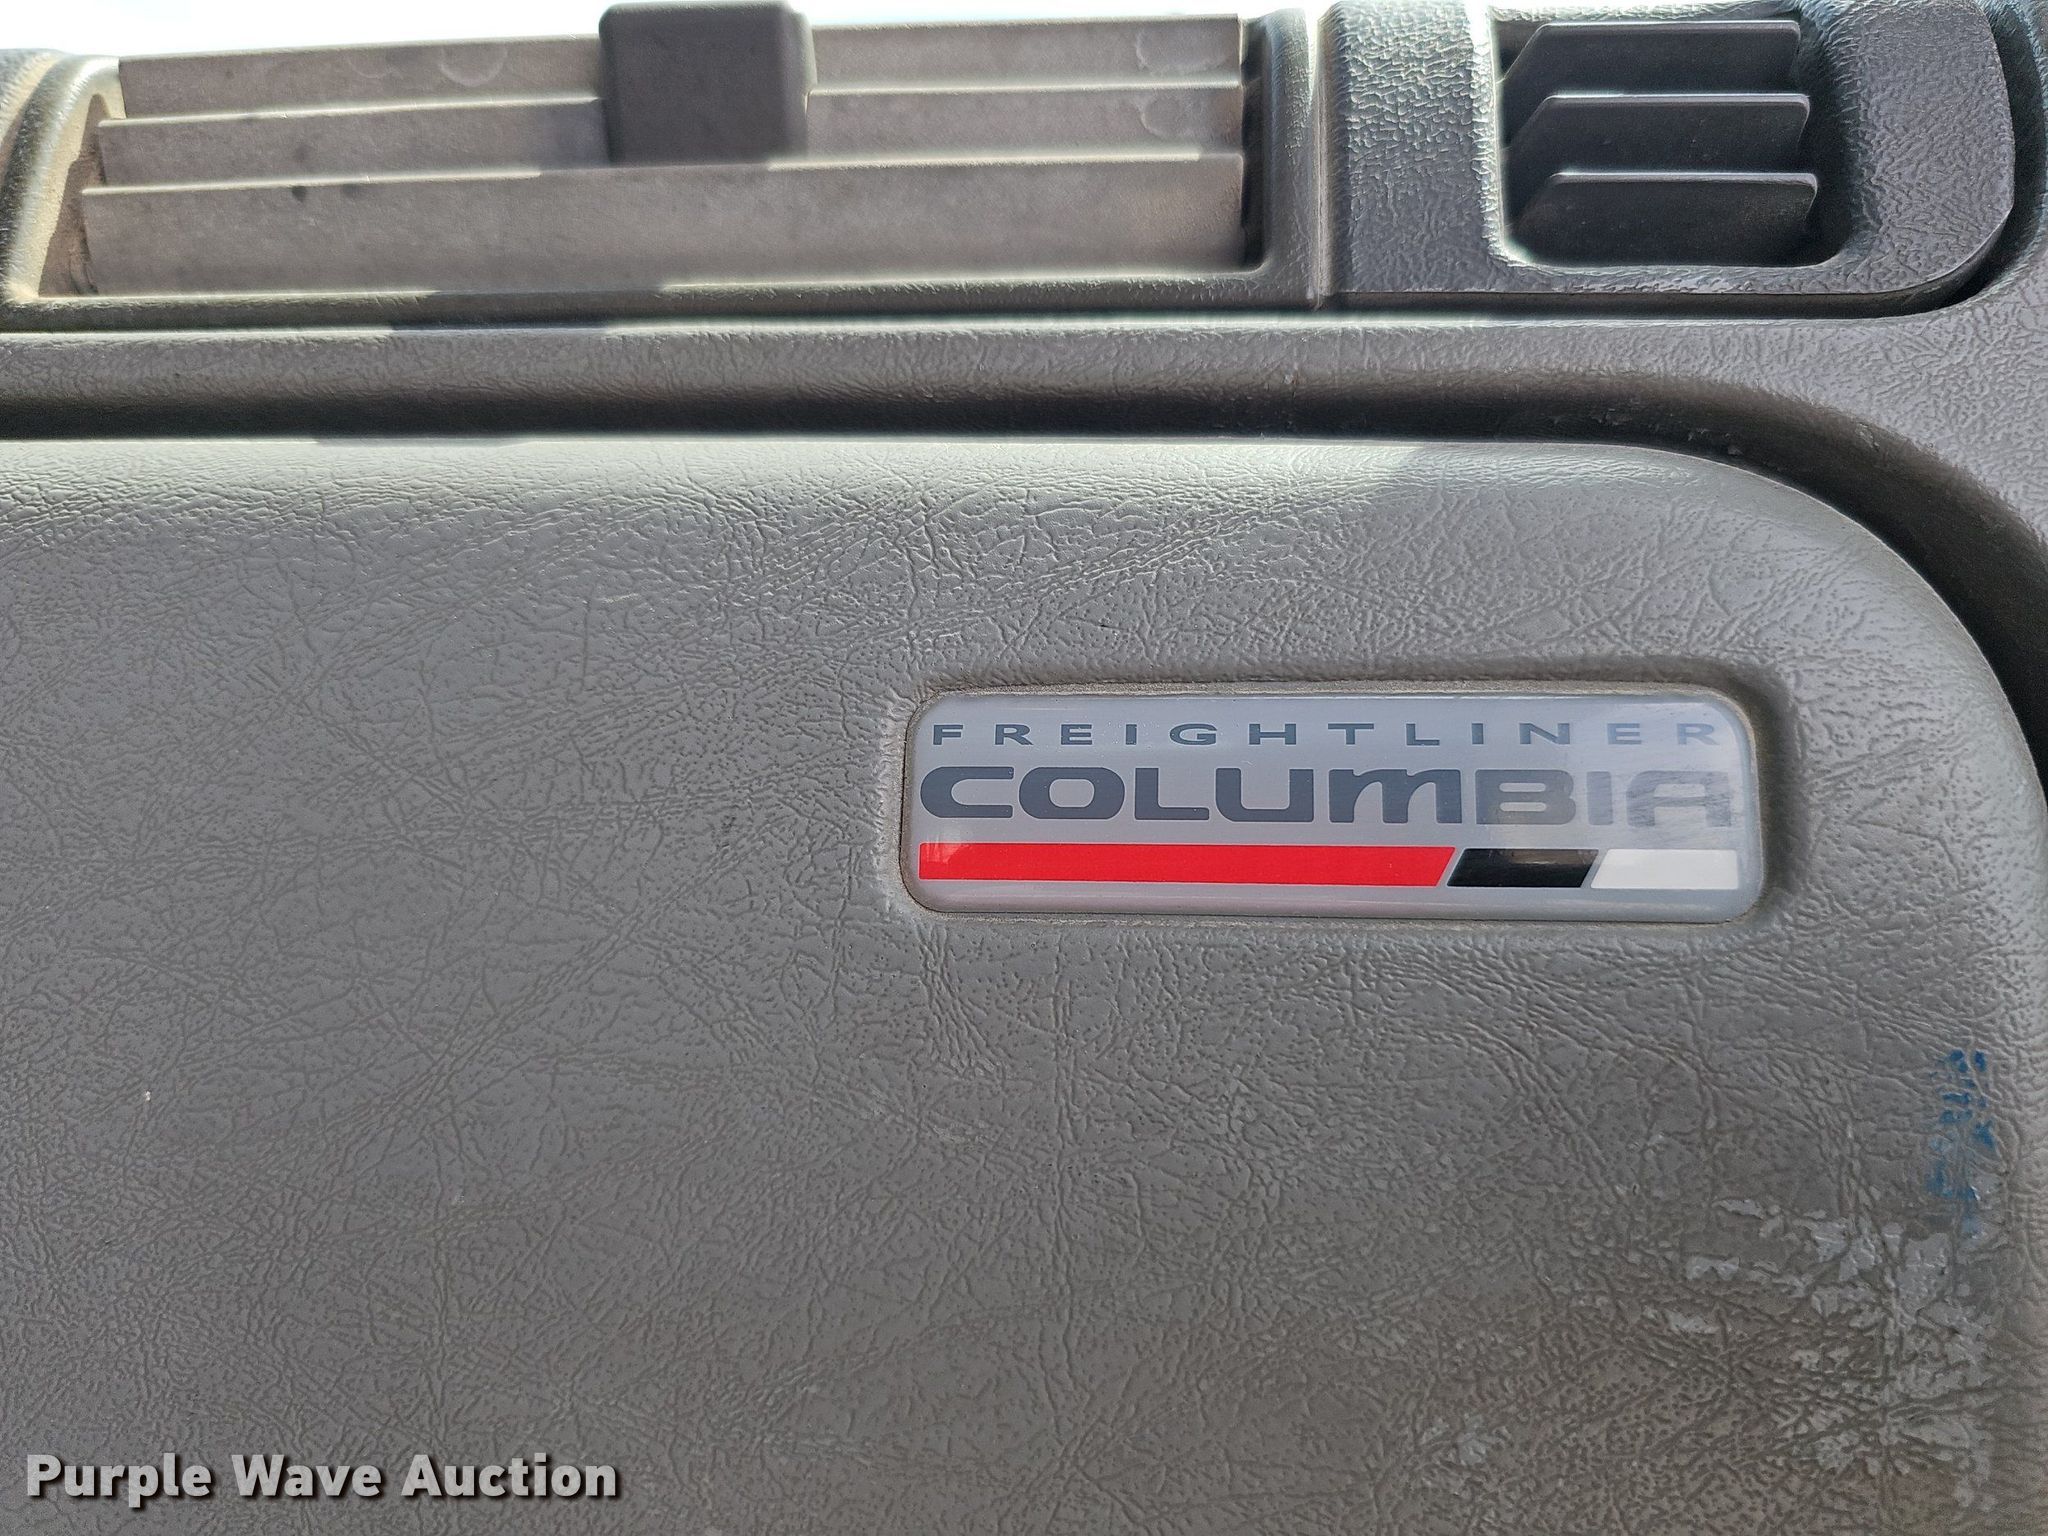 FREIGHTLINER
COLUMBIA
Purple Wave Auction